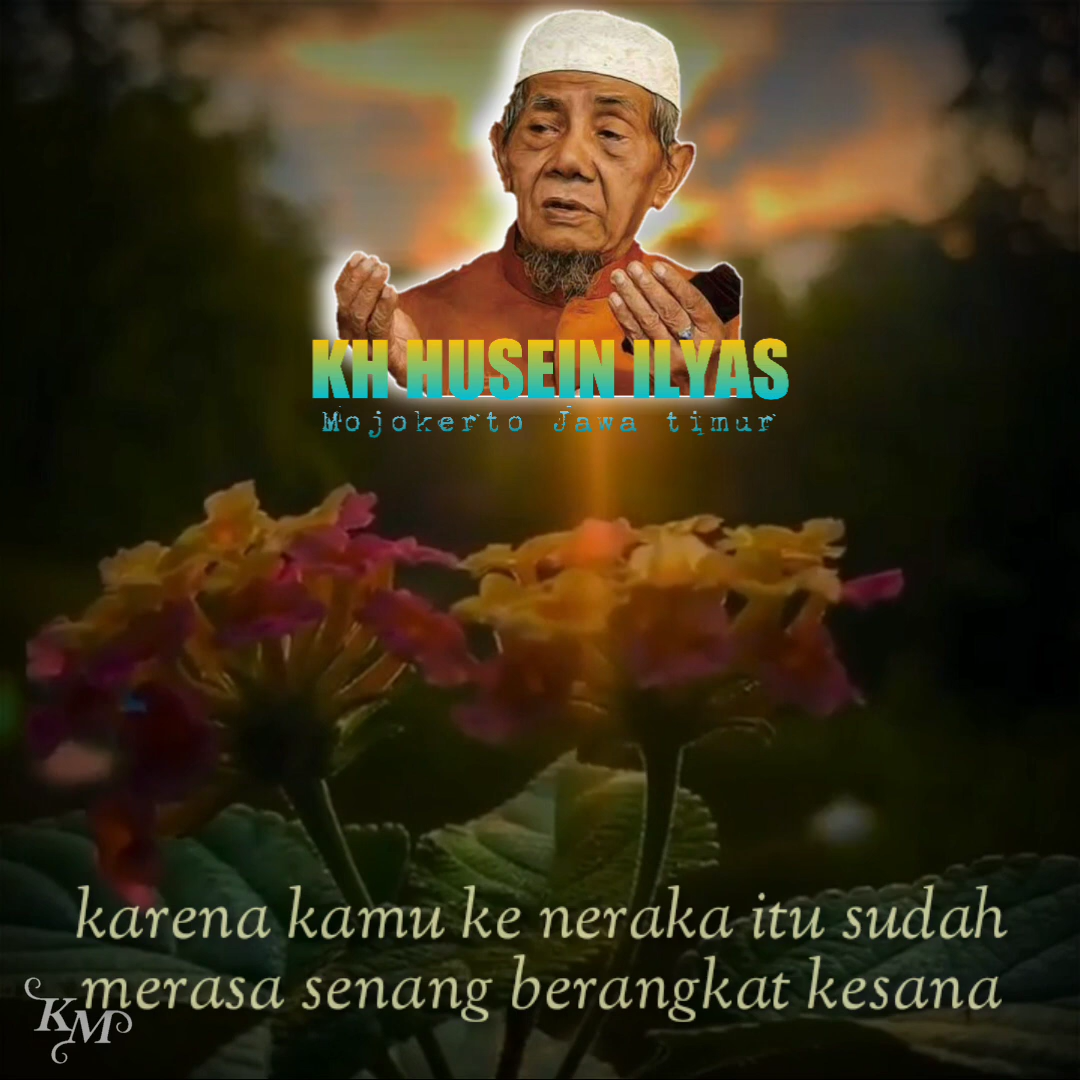 KH HUSEIN ILYAS
Mojokerto Jawa timur
karena kamu ke neraka itu sudah
merasa senang berangkat kesana
KM